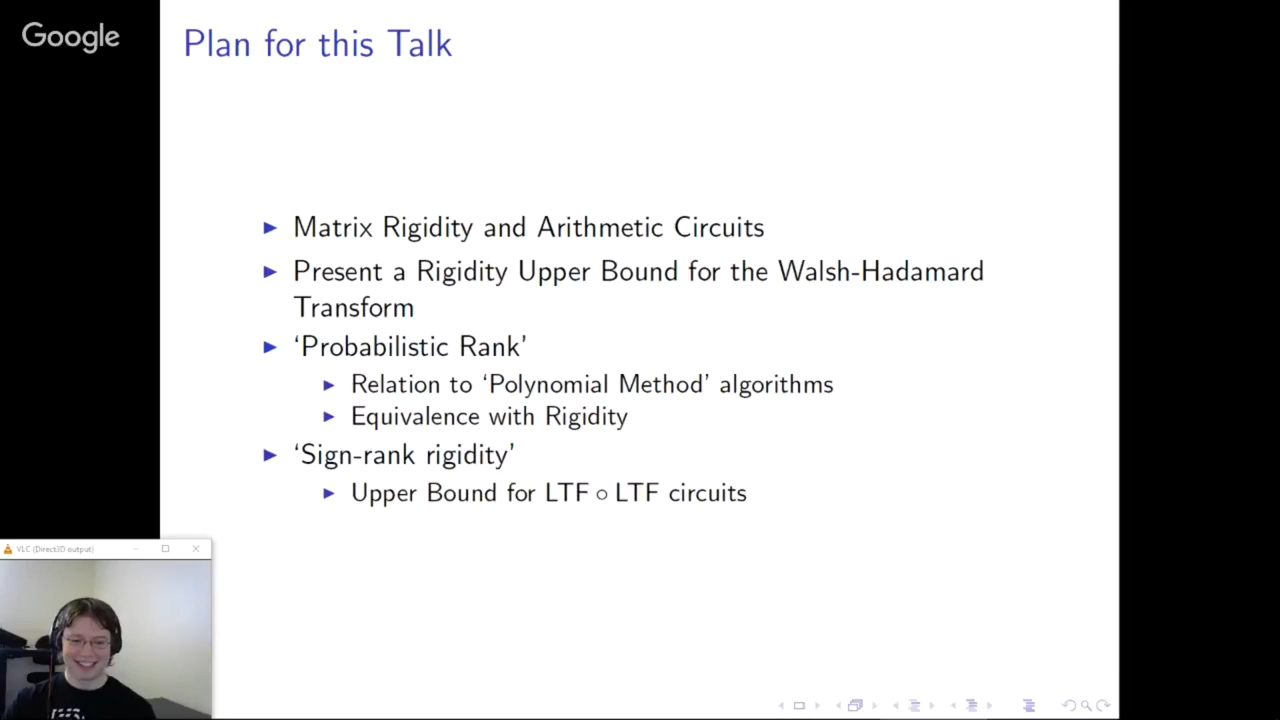 Google
Plan for this Talk
Matrix Rigidity and Arithmetic Circuits
Present a Rigidity Upper Bound for the Walsh-Hadamard
Transform
‘Probabilistic Rank’
Relation to ‘Polynomial Method’ algorithms
Equivalence with Rigidity
‘Sign-rank rigidity’
Upper Bound for LTF ∘ LTF circuits
VLC (Direct3D output)